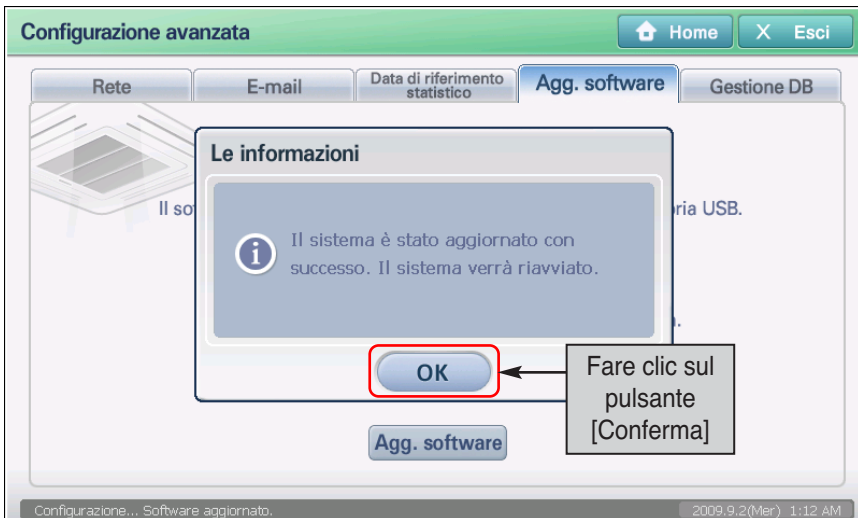 Configurazione avanzata
Home
X Esci
Rete
E-mail
Data di riferimento
statistico
Agg. software
Gestione DB
Le informazioni
Il so
ria USB.
Il sistema è stato aggiornato con
successo. Il sistema verrà riavviato.
OK
Fare clic sul
pulsante
[Conferma]
Agg. software
Configurazione... Software aggiornato.
2009.9.2(Mer) 1:12 AM